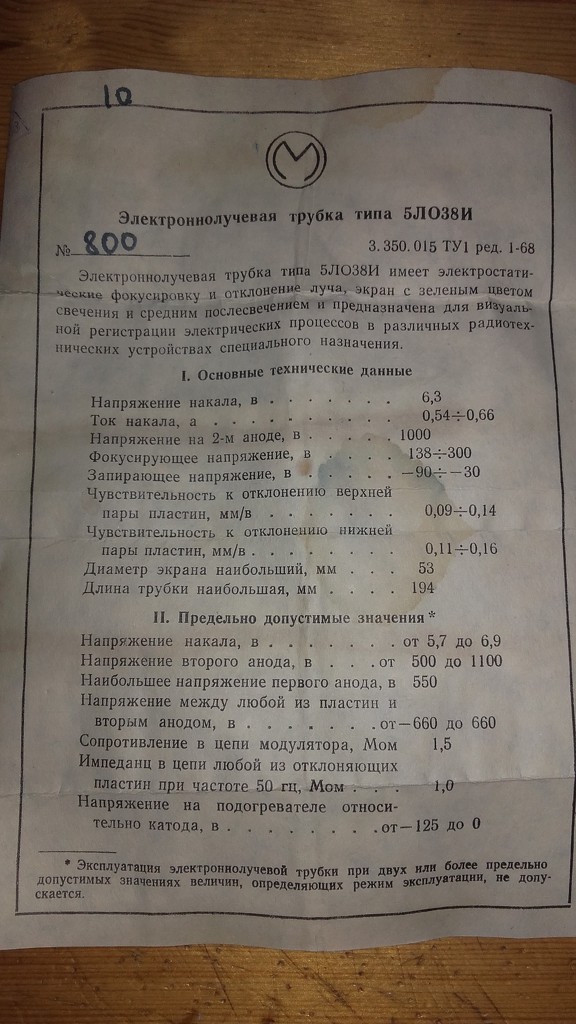 10
М
Электроннолучевая трубка типа 5ЛО38И
№ 800 3.350.015 ТУ1 ред. 1-68
Электроннолучевая трубка типа 5ЛО38И имеет электростати-
ческие фокусировку и отклонение луча, экран с зеленым цветом
свечения и средним послесвечением и предназначена для визуаль-
ной регистрации электрических процессов в различных радиотех-
нических устройствах специального назначения.
I. Основные технические данные
Напряжение накала, в . . . . . . . 6,3
Ток накала, а . . . . . . . . . . 0,54÷0,66
Напряжение на 2-м аноде, в . . . . . 1000
Фокусирующее напряжение, в . . . . 138÷300
Запирающее напряжение, в . . . . . —90÷—30
Чувствительность к отклонению верхней
пары пластин, мм/в . . . . . . . 0,09÷0,14
Чувствительность к отклонению нижней
пары пластин, мм/в . . . . . . . . 0,11÷0,16
Диаметр экрана наибольший, мм . . . 53
Длина трубки наибольшая, мм . . . . 194
II. Предельно допустимые значения*
Напряжение накала, в . . . . . . . от 5,7 до 6,9
Напряжение второго анода, в . . . от 500 до 1100
Наибольшее напряжение первого анода, в 550
Напряжение между любой из пластин и
вторым анодом, в . . . . . . . от—660 до 660
Сопротивление в цепи модулятора, Мом 1,5
Импеданц в цепи любой из отклоняющих
пластин при частоте 50 гц, Мом . . . 1,0
Напряжение на подогревателе относи-
тельно катода, в . . . . . . . . от—125 до 0
* Эксплуатация электроннолучевой трубки при двух или более предельно
допустимых значениях величин, определяющих режим эксплуатации, не допу-
скается.